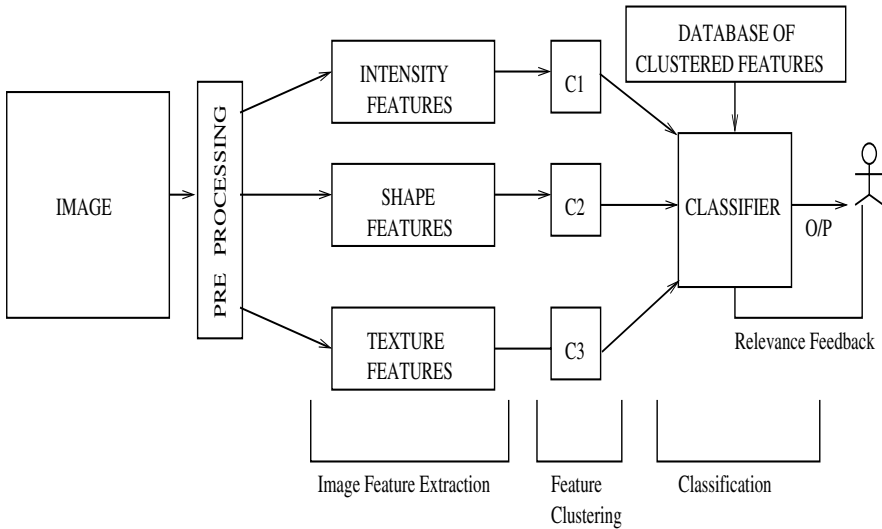 IMAGE
PRE PROCESSING
INTENSITY
FEATURES
SHAPE
FEATURES
TEXTURE
FEATURES
C1
C2
C3
DATABASE OF
CLUSTERED FEATURES
CLASSIFIER
O/P
Relevance Feedback
Image Feature Extraction
Feature
Clustering
Classification